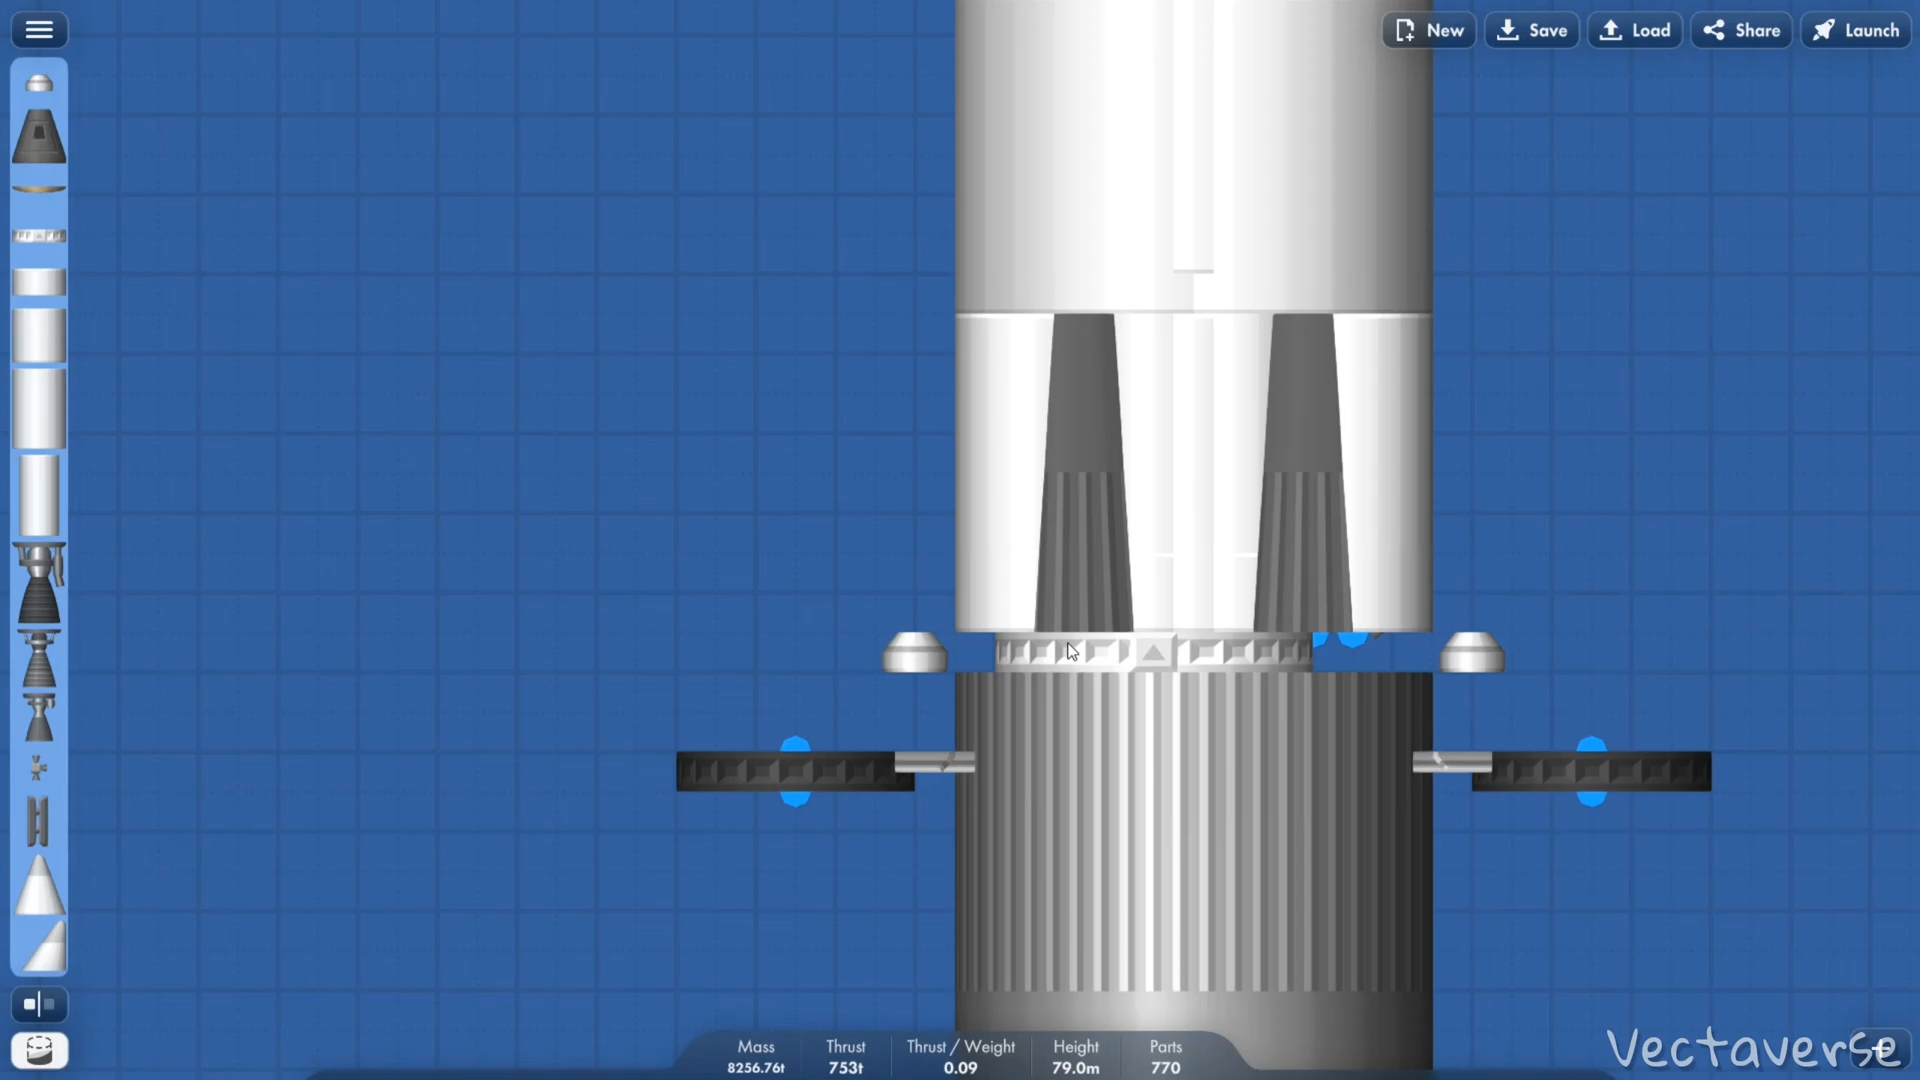 New Save Load Share Launch
Mass Thrust Thrust / Weight Height Parts
8256.76t 753t 0.09 79.0m 770
Vectaverse